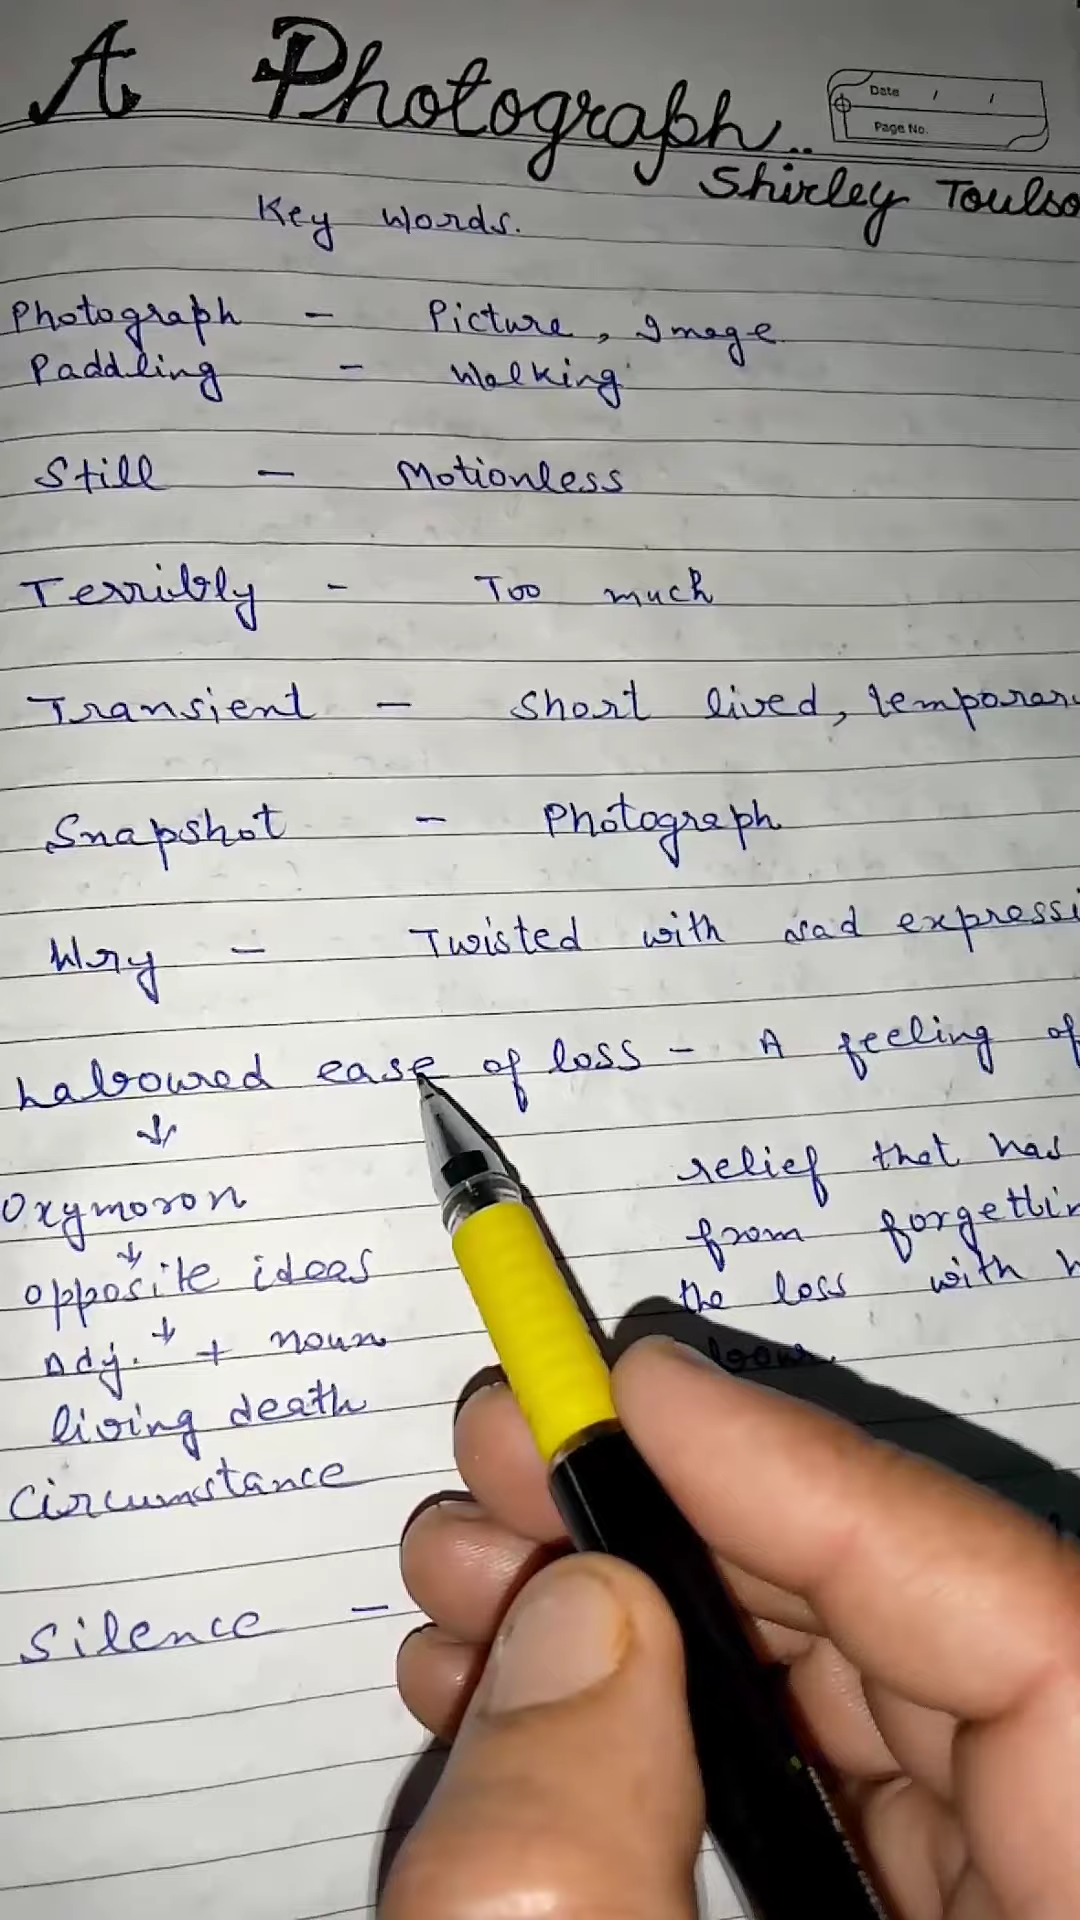 A Photograph..
Date / /
Page No.
Shirley Toulso
Key Words.
Photograph - Picture, Image
Paddling - Walking
Still - Motionless
Terribly - Too much
Transient - Short lived, temporar
Snapshot - Photograph
Wry - Twisted with sad expressi
Laboured ease of loss - A feeling of
↓
relief that has
Oxymoron
from forgettin
↓
opposite ideas
the loss with h
↓
Adj. + noun
living death
Circumstance
Silence -